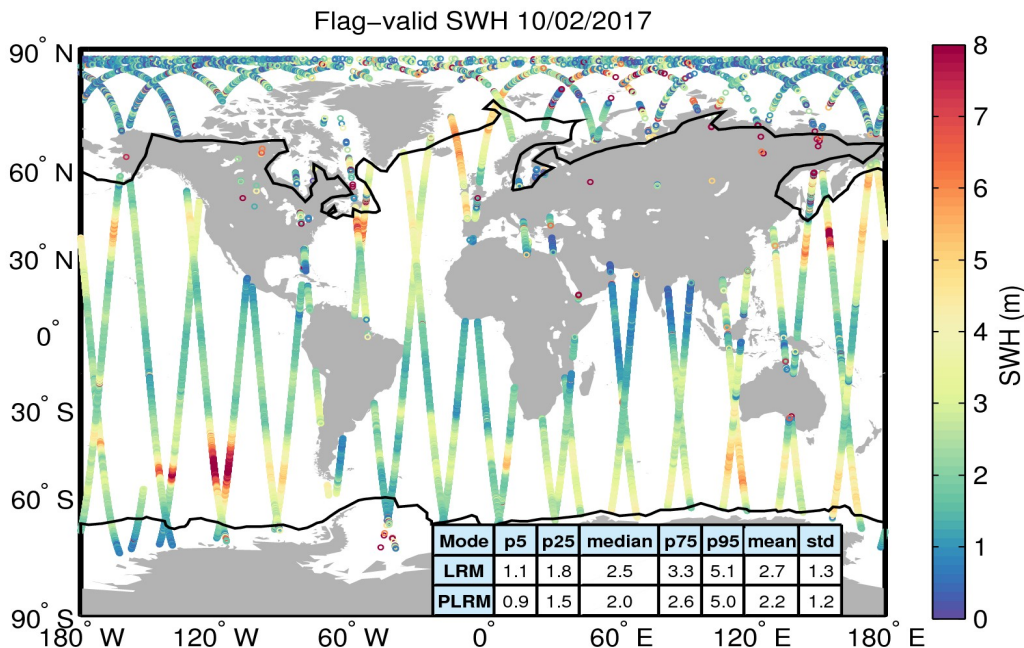 Flag−valid SWH 10/02/2017
90° N
60° N
30° N
0°
30° S
60° S
90° S
180° W
120° W
60° W
0°
60° E
120° E
180° E
Mode p5 p25 median p75 p95 mean std
LRM 1.1 1.8 2.5 3.3 5.1 2.7 1.3
PLRM 0.9 1.5 2.0 2.6 5.0 2.2 1.2
8
7
6
5
4
3
2
1
0
SWH (m)